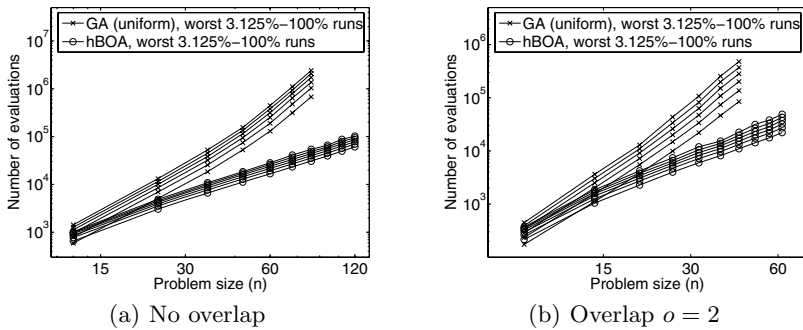 GA (uniform), worst 3.125%−100% runs
hBOA, worst 3.125%−100% runs
Number of evaluations
10^7
10^6
10^5
10^4
10^3
15 30 60 120
Problem size (n)
(a) No overlap
GA (uniform), worst 3.125%−100% runs
hBOA, worst 3.125%−100% runs
Number of evaluations
10^6
10^5
10^4
10^3
15 30 60
Problem size (n)
(b) Overlap o = 2